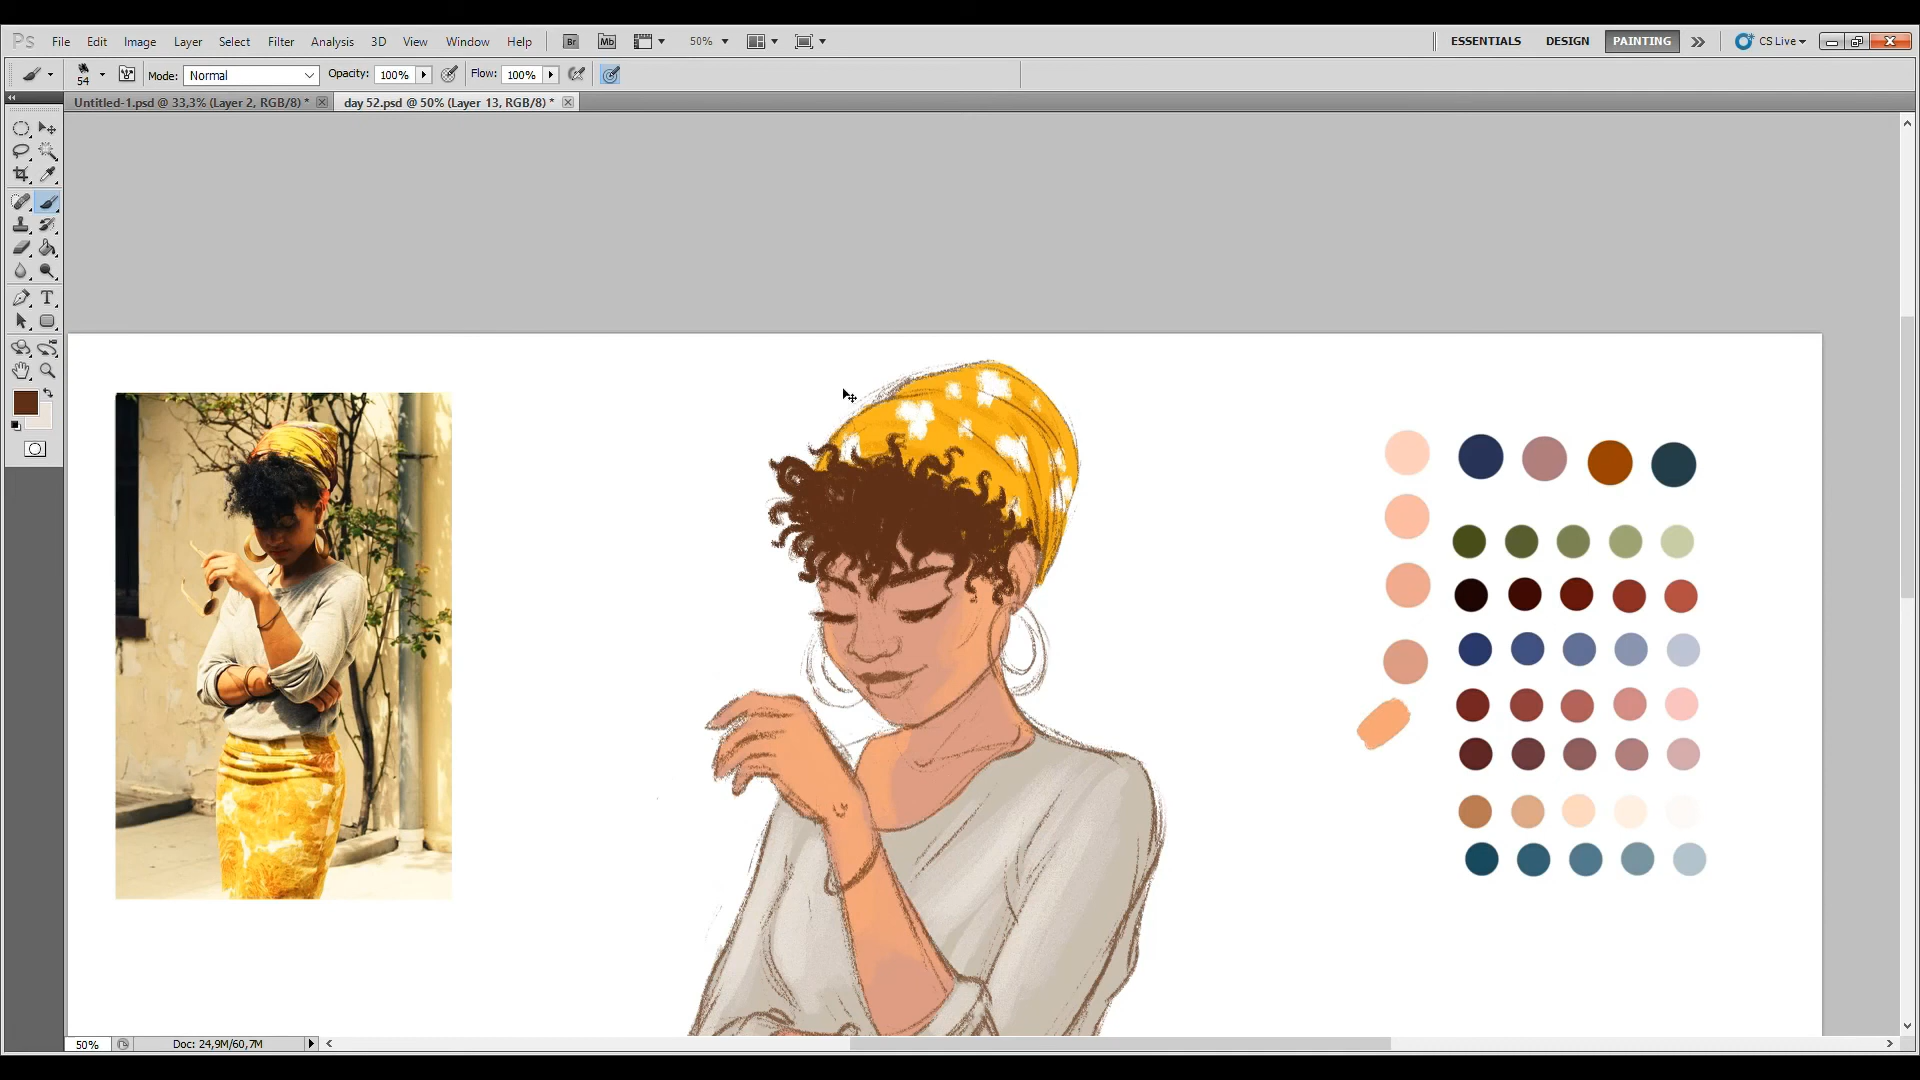 Ps File Edit Image Layer Select Filter Analysis 3D View Window Help Br Mb 50% ESSENTIALS DESIGN PAINTING CS Live
54 Mode: Normal Opacity: 100% Flow: 100%
Untitled-1.psd @ 33,3% (Layer 2, RGB/8) * day 52.psd @ 50% (Layer 13, RGB/8) *
T
50% Doc: 24,9M/60,7M